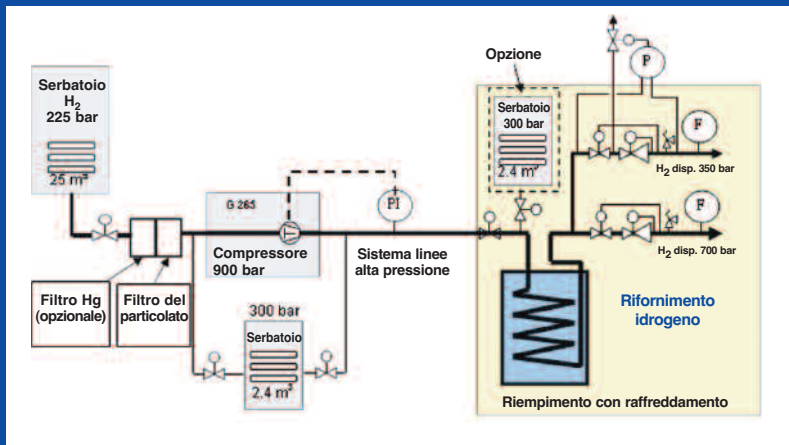 Serbatoio
H2
225 bar
25 m³
Filtro Hg
(opzionale)
Filtro del
particolato
G 265
Compressore
900 bar
300 bar
Serbatoio
2.4 m³
PI
Sistema linee
alta pressione
Opzione
Serbatoio
300 bar
2.4 m³
P
F
H2 disp. 350 bar
F
H2 disp. 700 bar
Rifornimento
idrogeno
Riempimento con raffreddamento